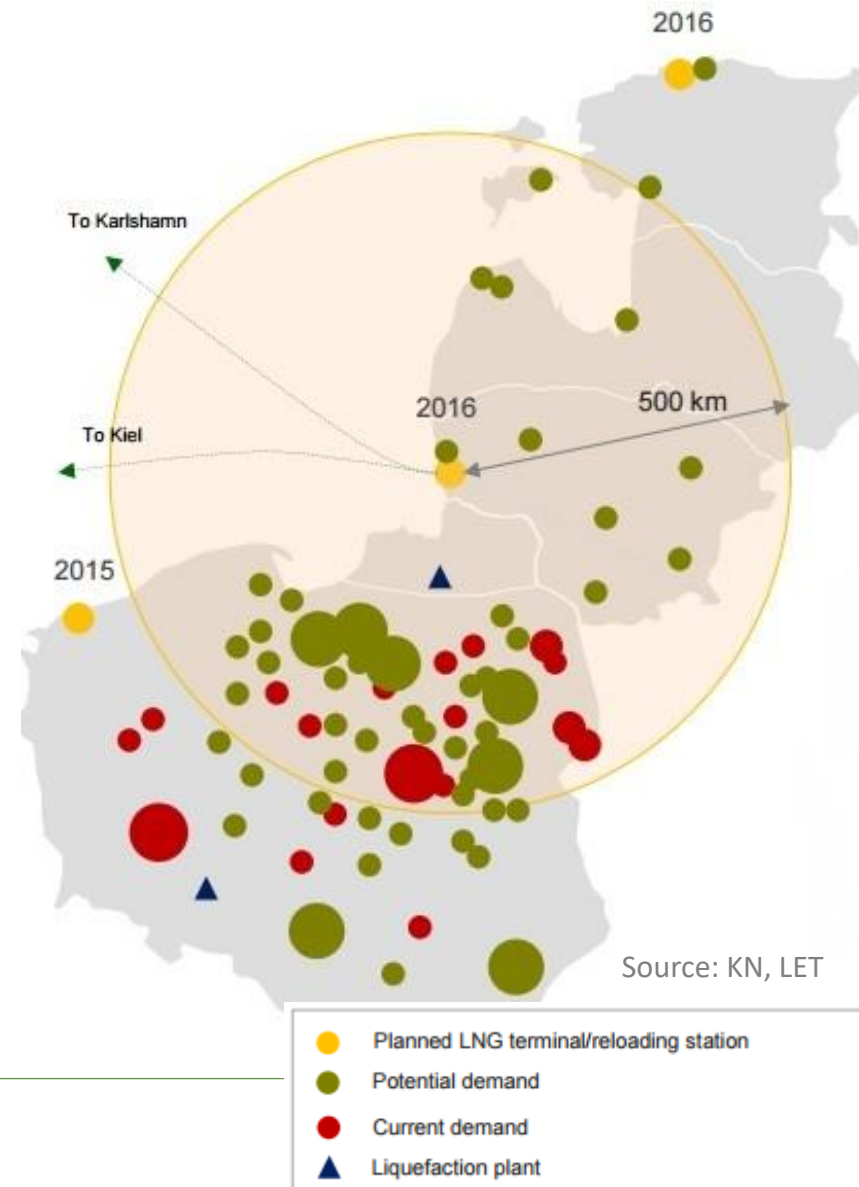 2016
To Karlshamn
500 km
2016
To Kiel
2015
Source: KN, LET
Planned LNG terminal/reloading station
Potential demand
Current demand
Liquefaction plant